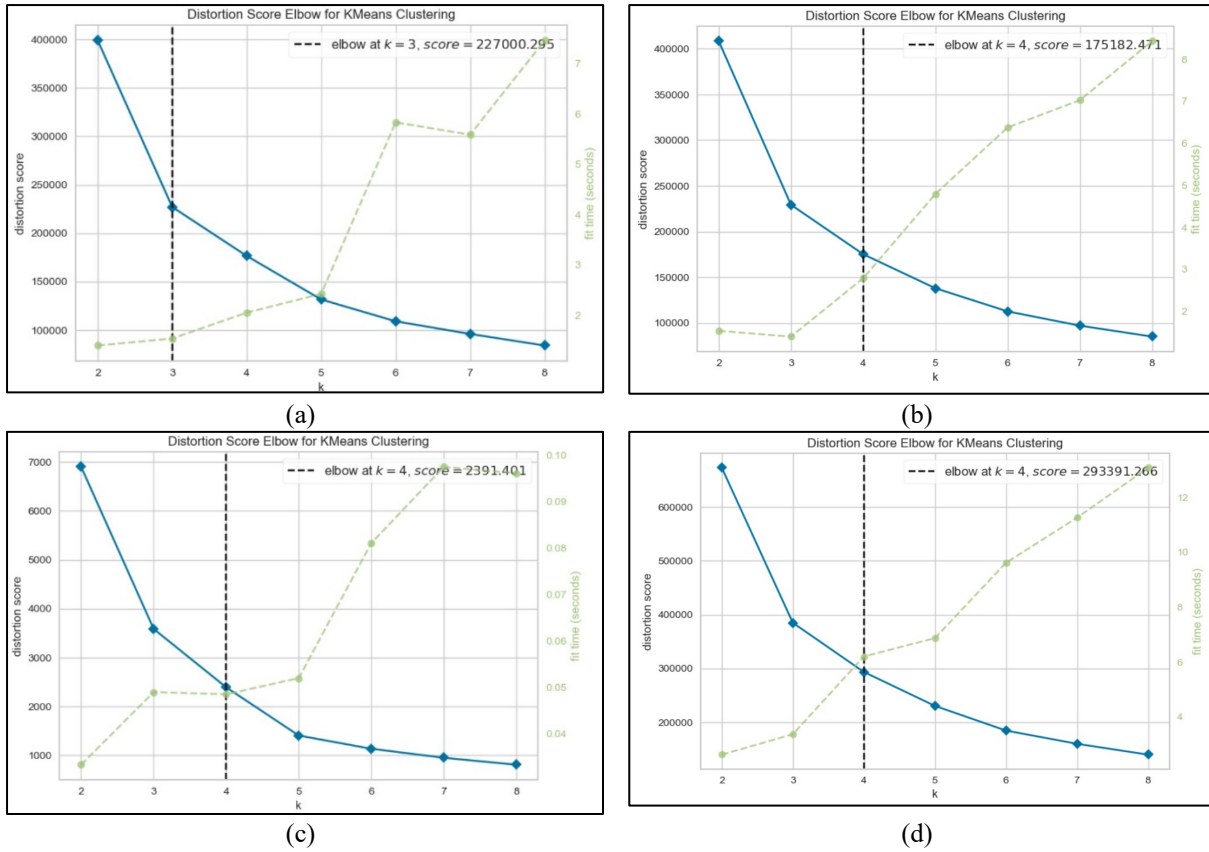 Distortion Score Elbow for KMeans Clustering
elbow at k = 3, score = 227000.295
400000
350000
300000
250000
200000
150000
100000
distortion score
7
6
5
4
3
2
fit time (seconds)
2 3 4 5 6 7 8
k
(a)
Distortion Score Elbow for KMeans Clustering
elbow at k = 4, score = 175182.471
400000
350000
300000
250000
200000
150000
100000
distortion score
8
7
6
5
4
3
2
fit time (seconds)
2 3 4 5 6 7 8
k
(b)
Distortion Score Elbow for KMeans Clustering
elbow at k = 4, score = 2391.401
7000
6000
5000
4000
3000
2000
1000
distortion score
0.10
0.09
0.08
0.07
0.06
0.05
0.04
fit time (seconds)
2 3 4 5 6 7 8
k
(c)
Distortion Score Elbow for KMeans Clustering
elbow at k = 4, score = 293391.266
600000
500000
400000
300000
200000
distortion score
12
10
8
6
4
fit time (seconds)
2 3 4 5 6 7 8
k
(d)